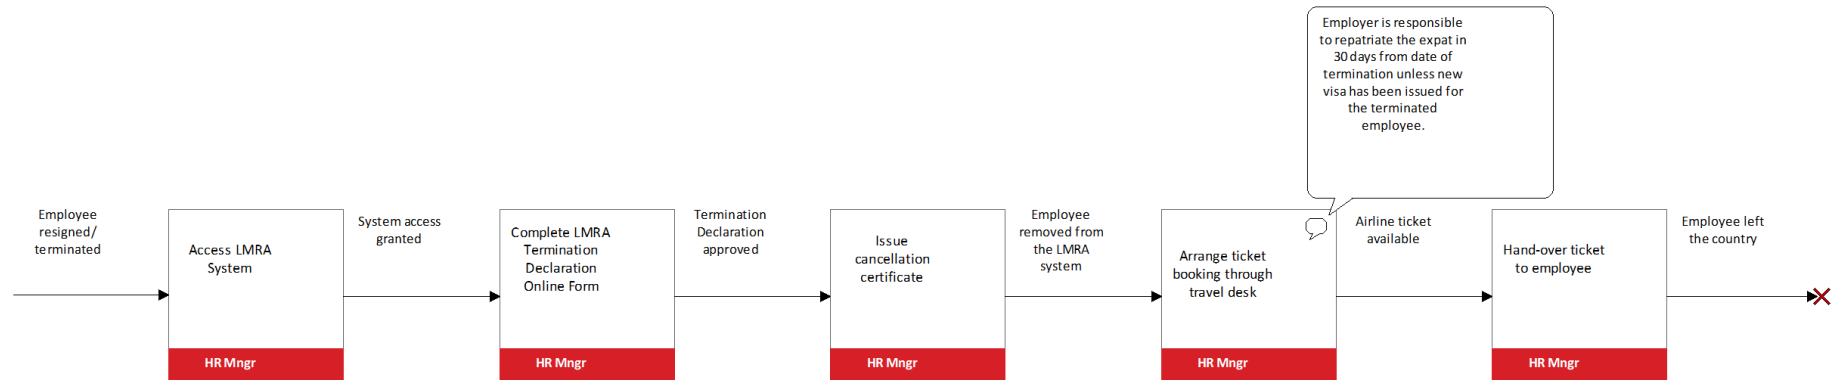 Employer is responsible
to repatriate the expat in
30 days from date of
termination unless new
visa has been issued for
the terminated
employee.
Employee
resigned/
terminated
Access LMRA
System
HR Mngr
System access
granted
Complete LMRA
Termination
Declaration
Online Form
HR Mngr
Termination
Declaration
approved
Issue
cancellation
certificate
HR Mngr
Employee
removed from
the LMRA
system
Arrange ticket
booking through
travel desk
HR Mngr
Airline ticket
available
Hand-over ticket
to employee
HR Mngr
Employee left
the country